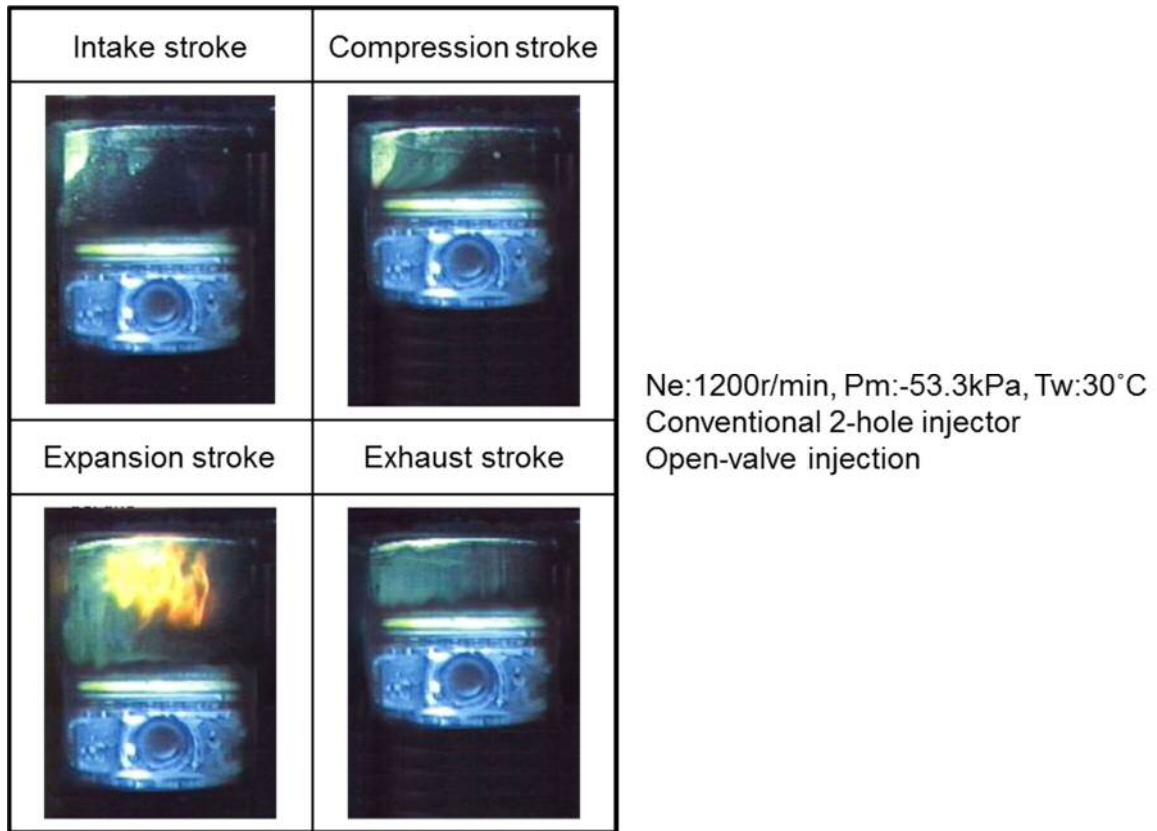 Intake stroke
Compression stroke
Expansion stroke
Exhaust stroke
Ne:1200r/min, Pm:-53.3kPa, Tw:30˚C
Conventional 2-hole injector
Open-valve injection